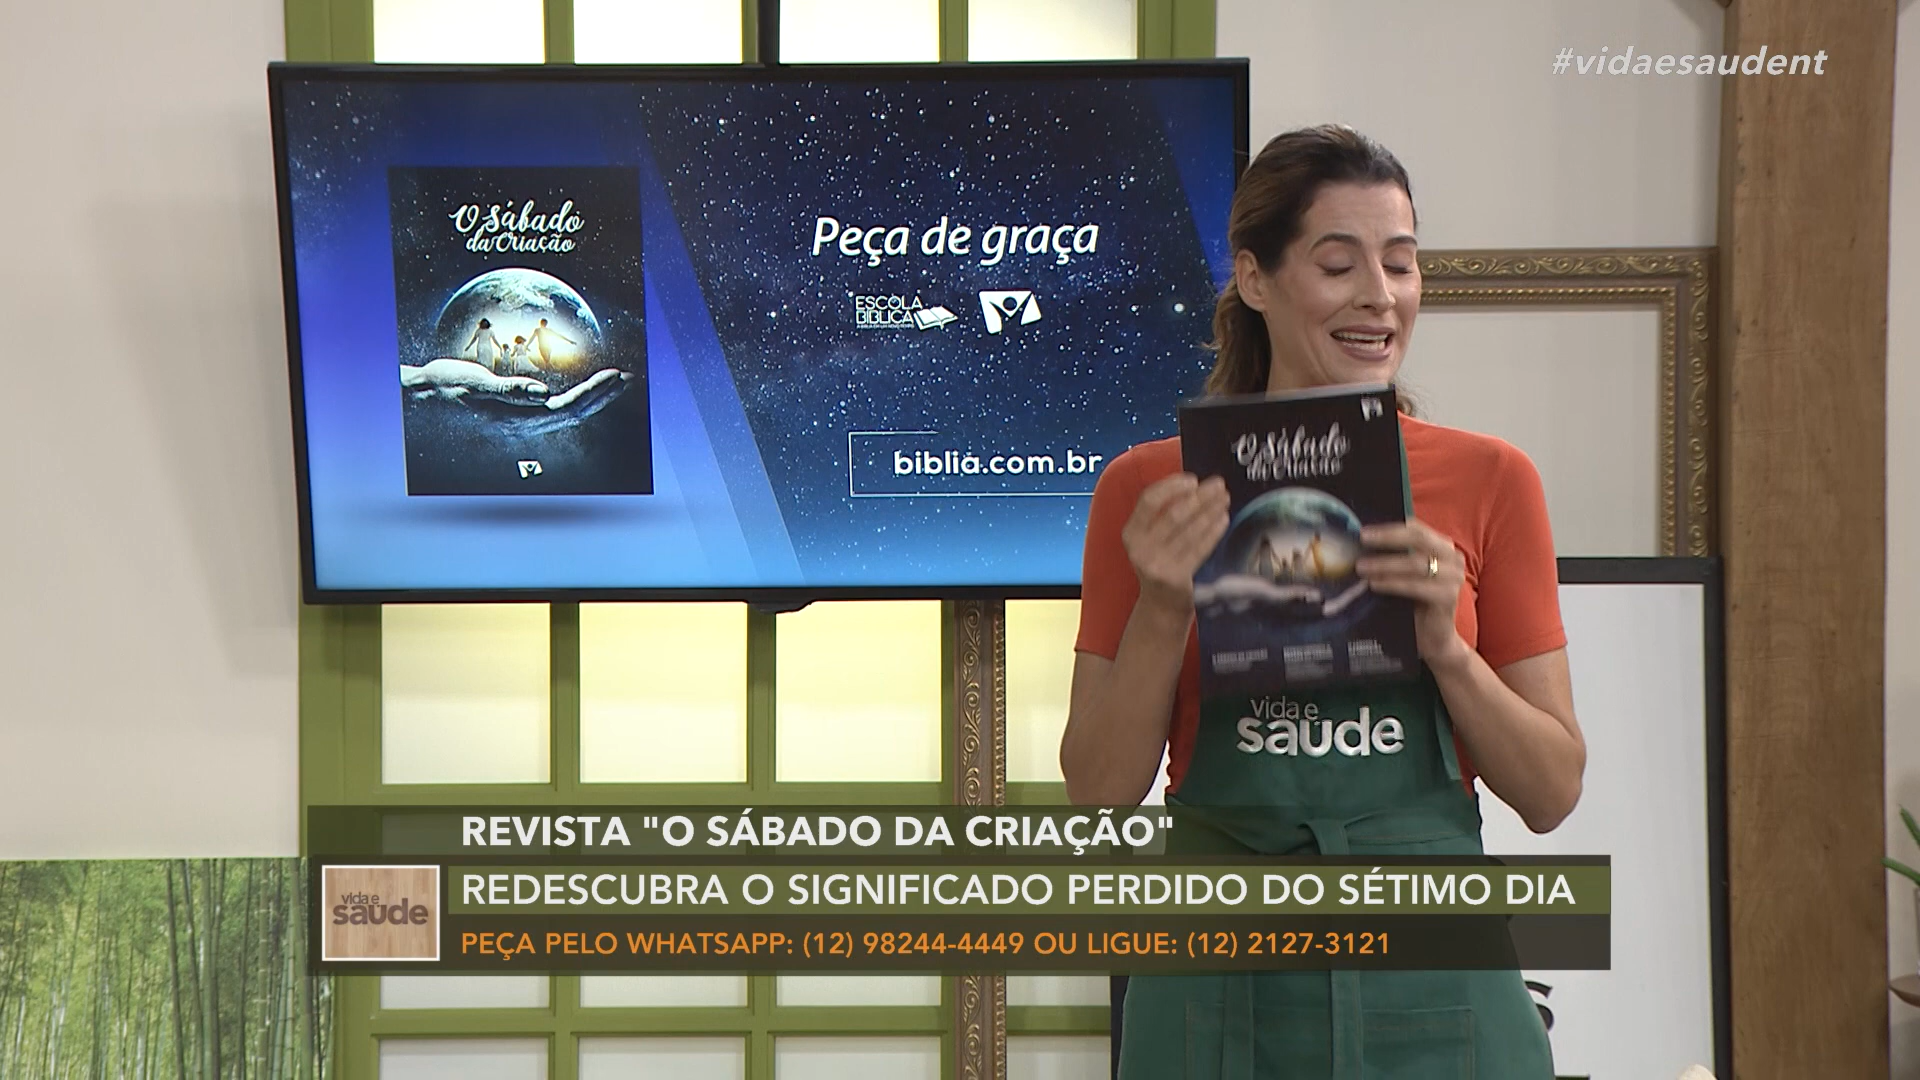 #vidaesaudent
O Sábado
da Criação
Peça de graça
ESCOLA
BÍBLICA
biblia.com.br
O Sábado
da Criação
vida e
saúde
REVISTA "O SÁBADO DA CRIAÇÃO"
REDESCUBRA O SIGNIFICADO PERDIDO DO SÉTIMO DIA
PEÇA PELO WHATSAPP: (12) 98244-4449 OU LIGUE: (12) 2127-3121
vida e
saúde